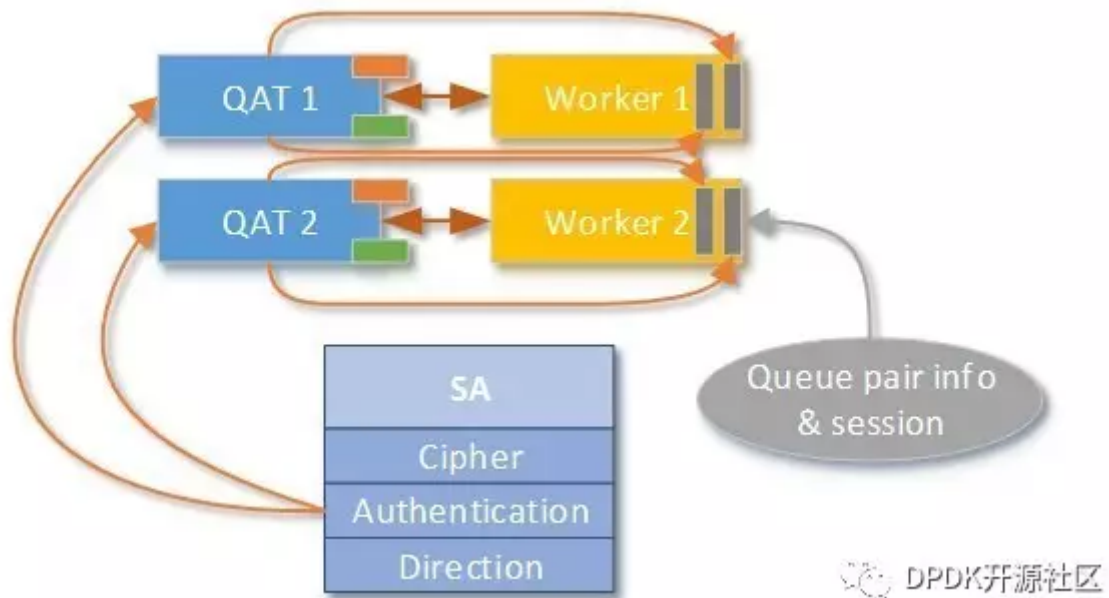 QAT 1
Worker 1
QAT 2
Worker 2
SA
Cipher
Authentication
Direction
Queue pair info
& session
DPDK开源社区